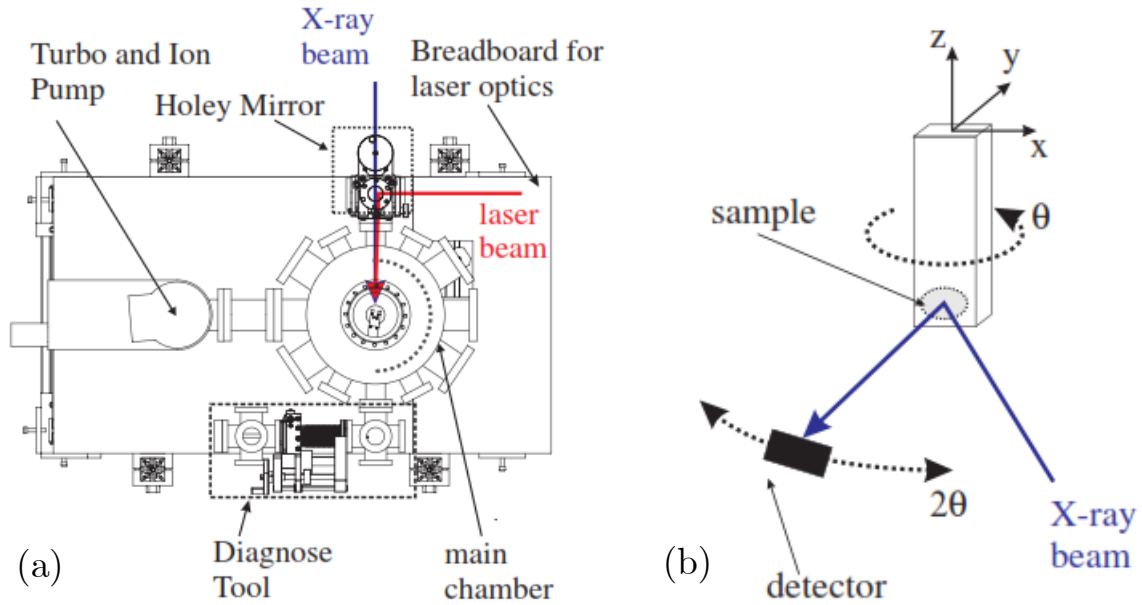 X-ray
beam
Turbo and Ion
Pump
Breadboard for
laser optics
Holey Mirror
laser
beam
Diagnose
Tool
main
chamber
(a)
z
y
x
θ
sample
2θ
X-ray
beam
detector
(b)